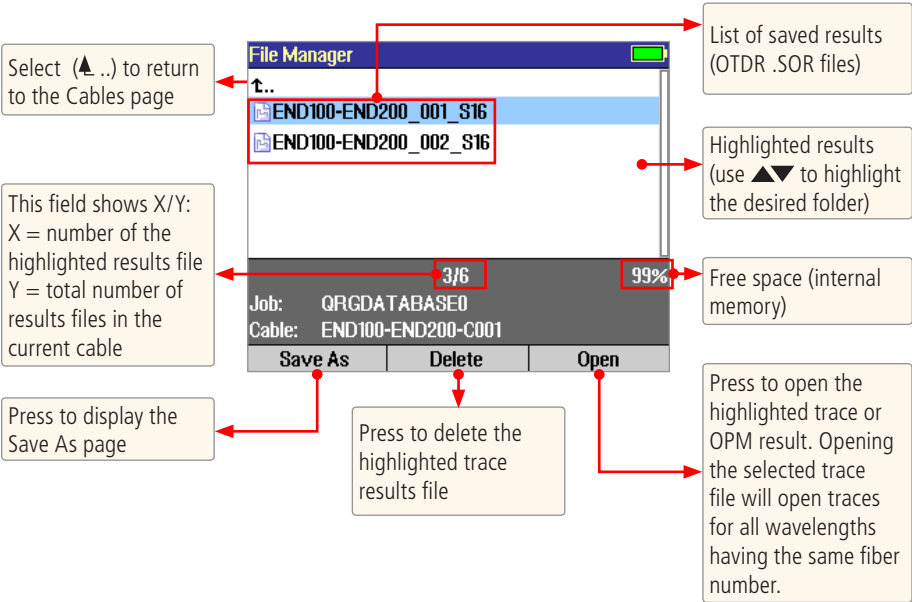 Select (⬆ ..) to return
to the Cables page
This field shows X/Y:
X = number of the
highlighted results file
Y = total number of
results files in the
current cable
Press to display the
Save As page
File Manager
..
END100-END200_001_S16
END100-END200_002_S16
3/6 99%
Job: QRGDATABASE0
Cable: END100-END200-C001
Save As Delete Open
Press to delete the
highlighted trace
results file
List of saved results
(OTDR .SOR files)
Highlighted results
(use ▲▼ to highlight
the desired folder)
Free space (internal
memory)
Press to open the
highlighted trace or
OPM result. Opening
the selected trace
file will open traces
for all wavelengths
having the same fiber
number.